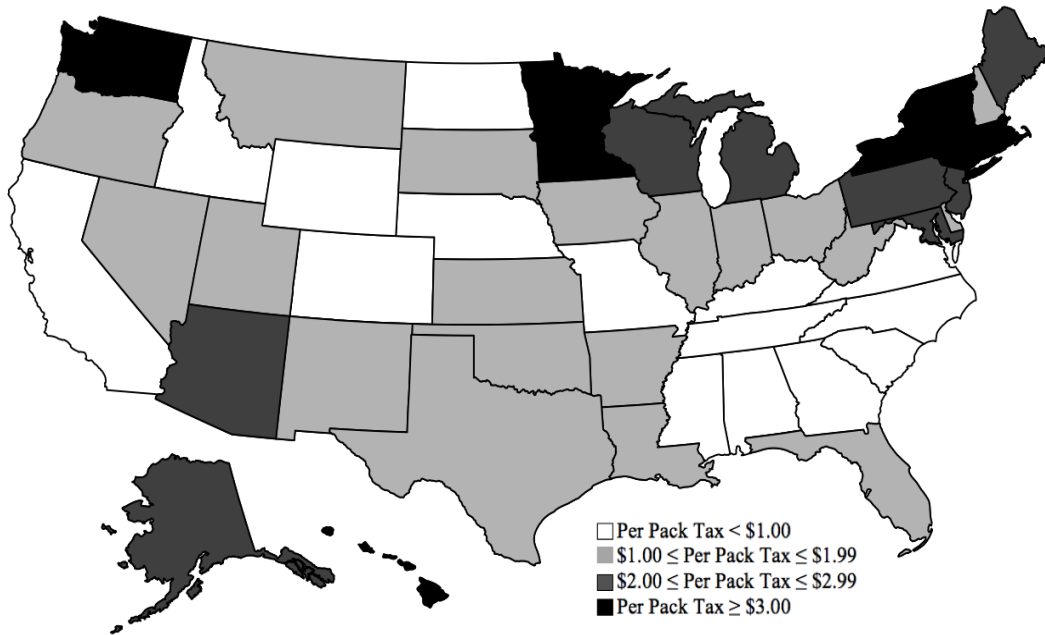 Per Pack Tax < $1.00
$1.00 ≤ Per Pack Tax ≤ $1.99
$2.00 ≤ Per Pack Tax ≤ $2.99
Per Pack Tax ≥ $3.00